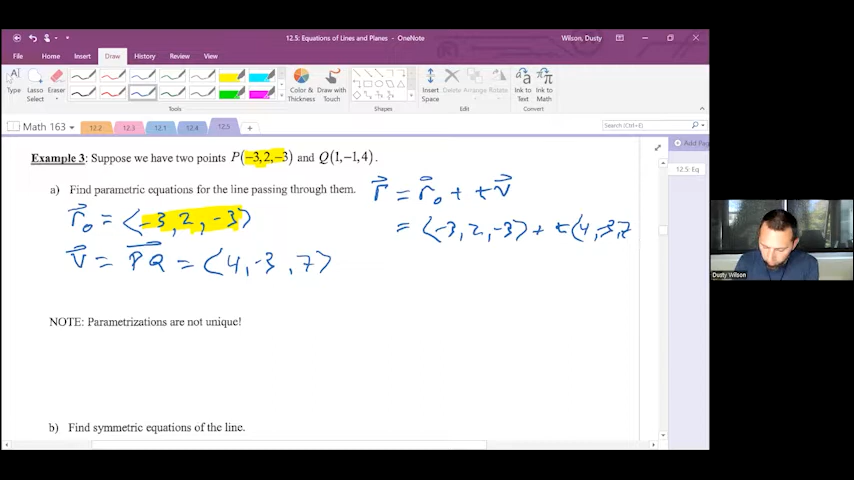 12.5: Equations of Lines and Planes - OneNote
Wilson, Dusty
File Home Insert Draw History Review View
Type
Lasso Select
Eraser
Color & Thickness
Draw with Touch
Insert Space
Ink to Text
Ink to Math
Tools
Shapes
Edit
Convert
Math 163
12.2 12.3 12.1 12.4 12.5 +
Search (Ctrl+E)
Add Page
12.5: Eq
Example 3: Suppose we have two points P(−3,2,−3) and Q(1,−1,4).
a) Find parametric equations for the line passing through them.
r⃗ = r⃗₀ + t v⃗
= ⟨-3, 2, -3⟩ + t⟨4, -3, 7
r⃗₀ = ⟨-3, 2, -3⟩
v⃗ = PQ⃗ = ⟨4, -3, 7⟩
NOTE: Parametrizations are not unique!
b) Find symmetric equations of the line.
Dusty Wilson